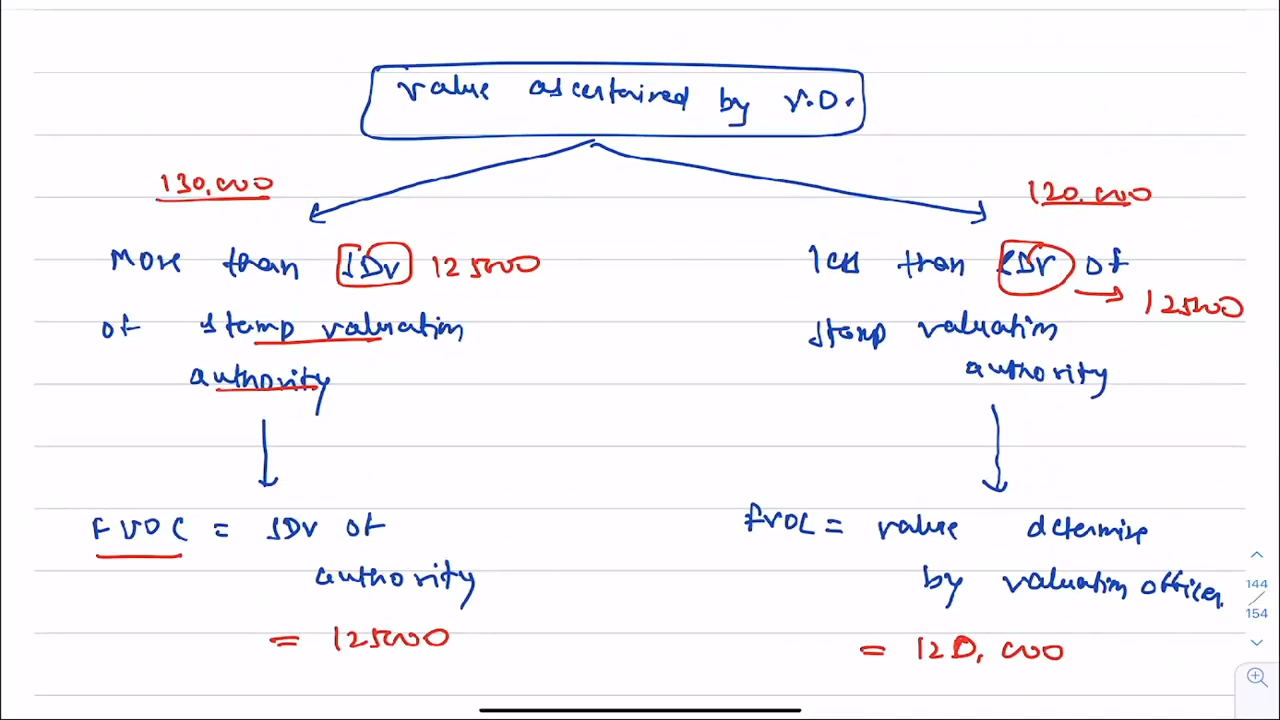 value ascertained by V.O.
130,000
120,000
More than SDV 125000
less than SDV of
125000
of stamp valuation
stamp valuation
authority
authority
FVOC = SDV of
authority
= 125000
FVOC = value determine
by valuation officer
= 120,000
144
154